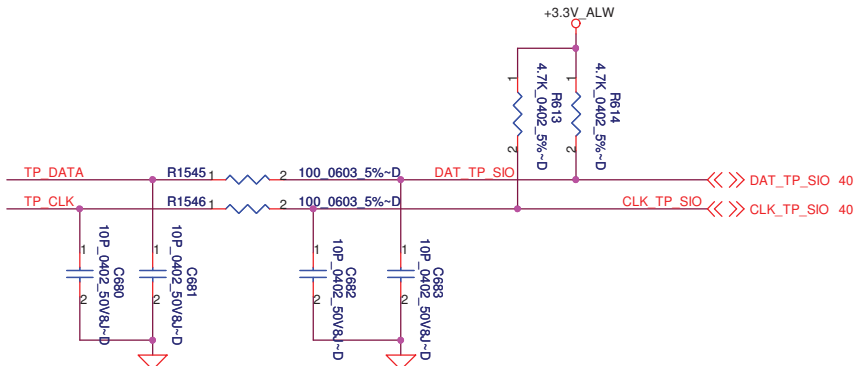 +3.3V_ALW
1
1
4.7K_0402_5%~D
R613
4.7K_0402_5%~D
R614
2
2
TP_DATA
R1545
1
2
100_0603_5%~D
DAT_TP_SIO
DAT_TP_SIO 40
TP_CLK
R1546
1
2
100_0603_5%~D
CLK_TP_SIO
CLK_TP_SIO 40
1
2
10P_0402_50V8J~D
C680
1
2
10P_0402_50V8J~D
C681
1
2
10P_0402_50V8J~D
C682
1
2
10P_0402_50V8J~D
C683